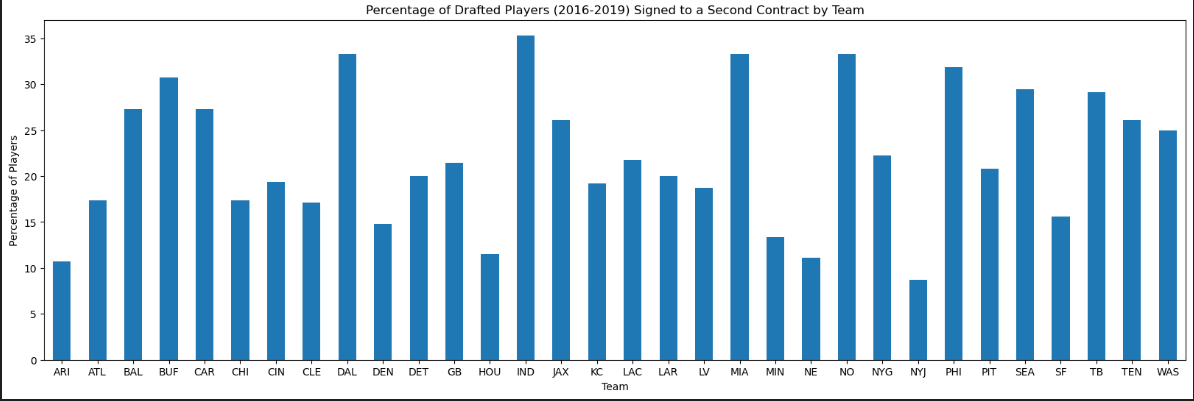 Percentage of Drafted Players (2016-2019) Signed to a Second Contract by Team
Percentage of Players
35
30
25
20
15
10
5
0
ARI ATL BAL BUF CAR CHI CIN CLE DAL DEN DET GB HOU IND JAX KC LAC LAR LV MIA MIN NE NO NYG NYJ PHI PIT SEA SF TB TEN WAS
Team